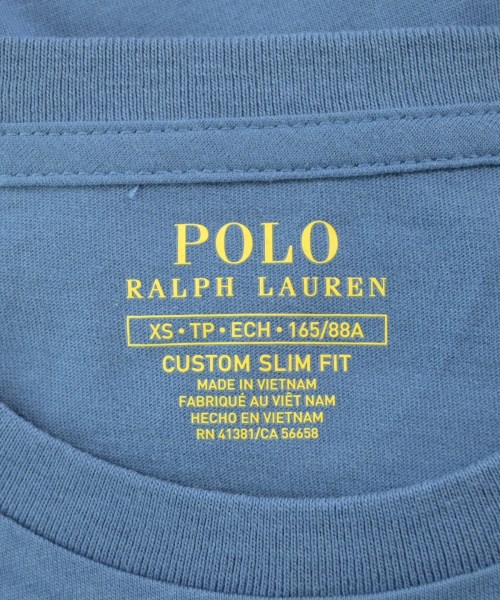 POLO
RALPH LAUREN
XS • TP • ECH • 165/88A
CUSTOM SLIM FIT
MADE IN VIETNAM
FABRIQUÉ AU VIÊT NAM
HECHO EN VIETNAM
RN 41381/CA 56658